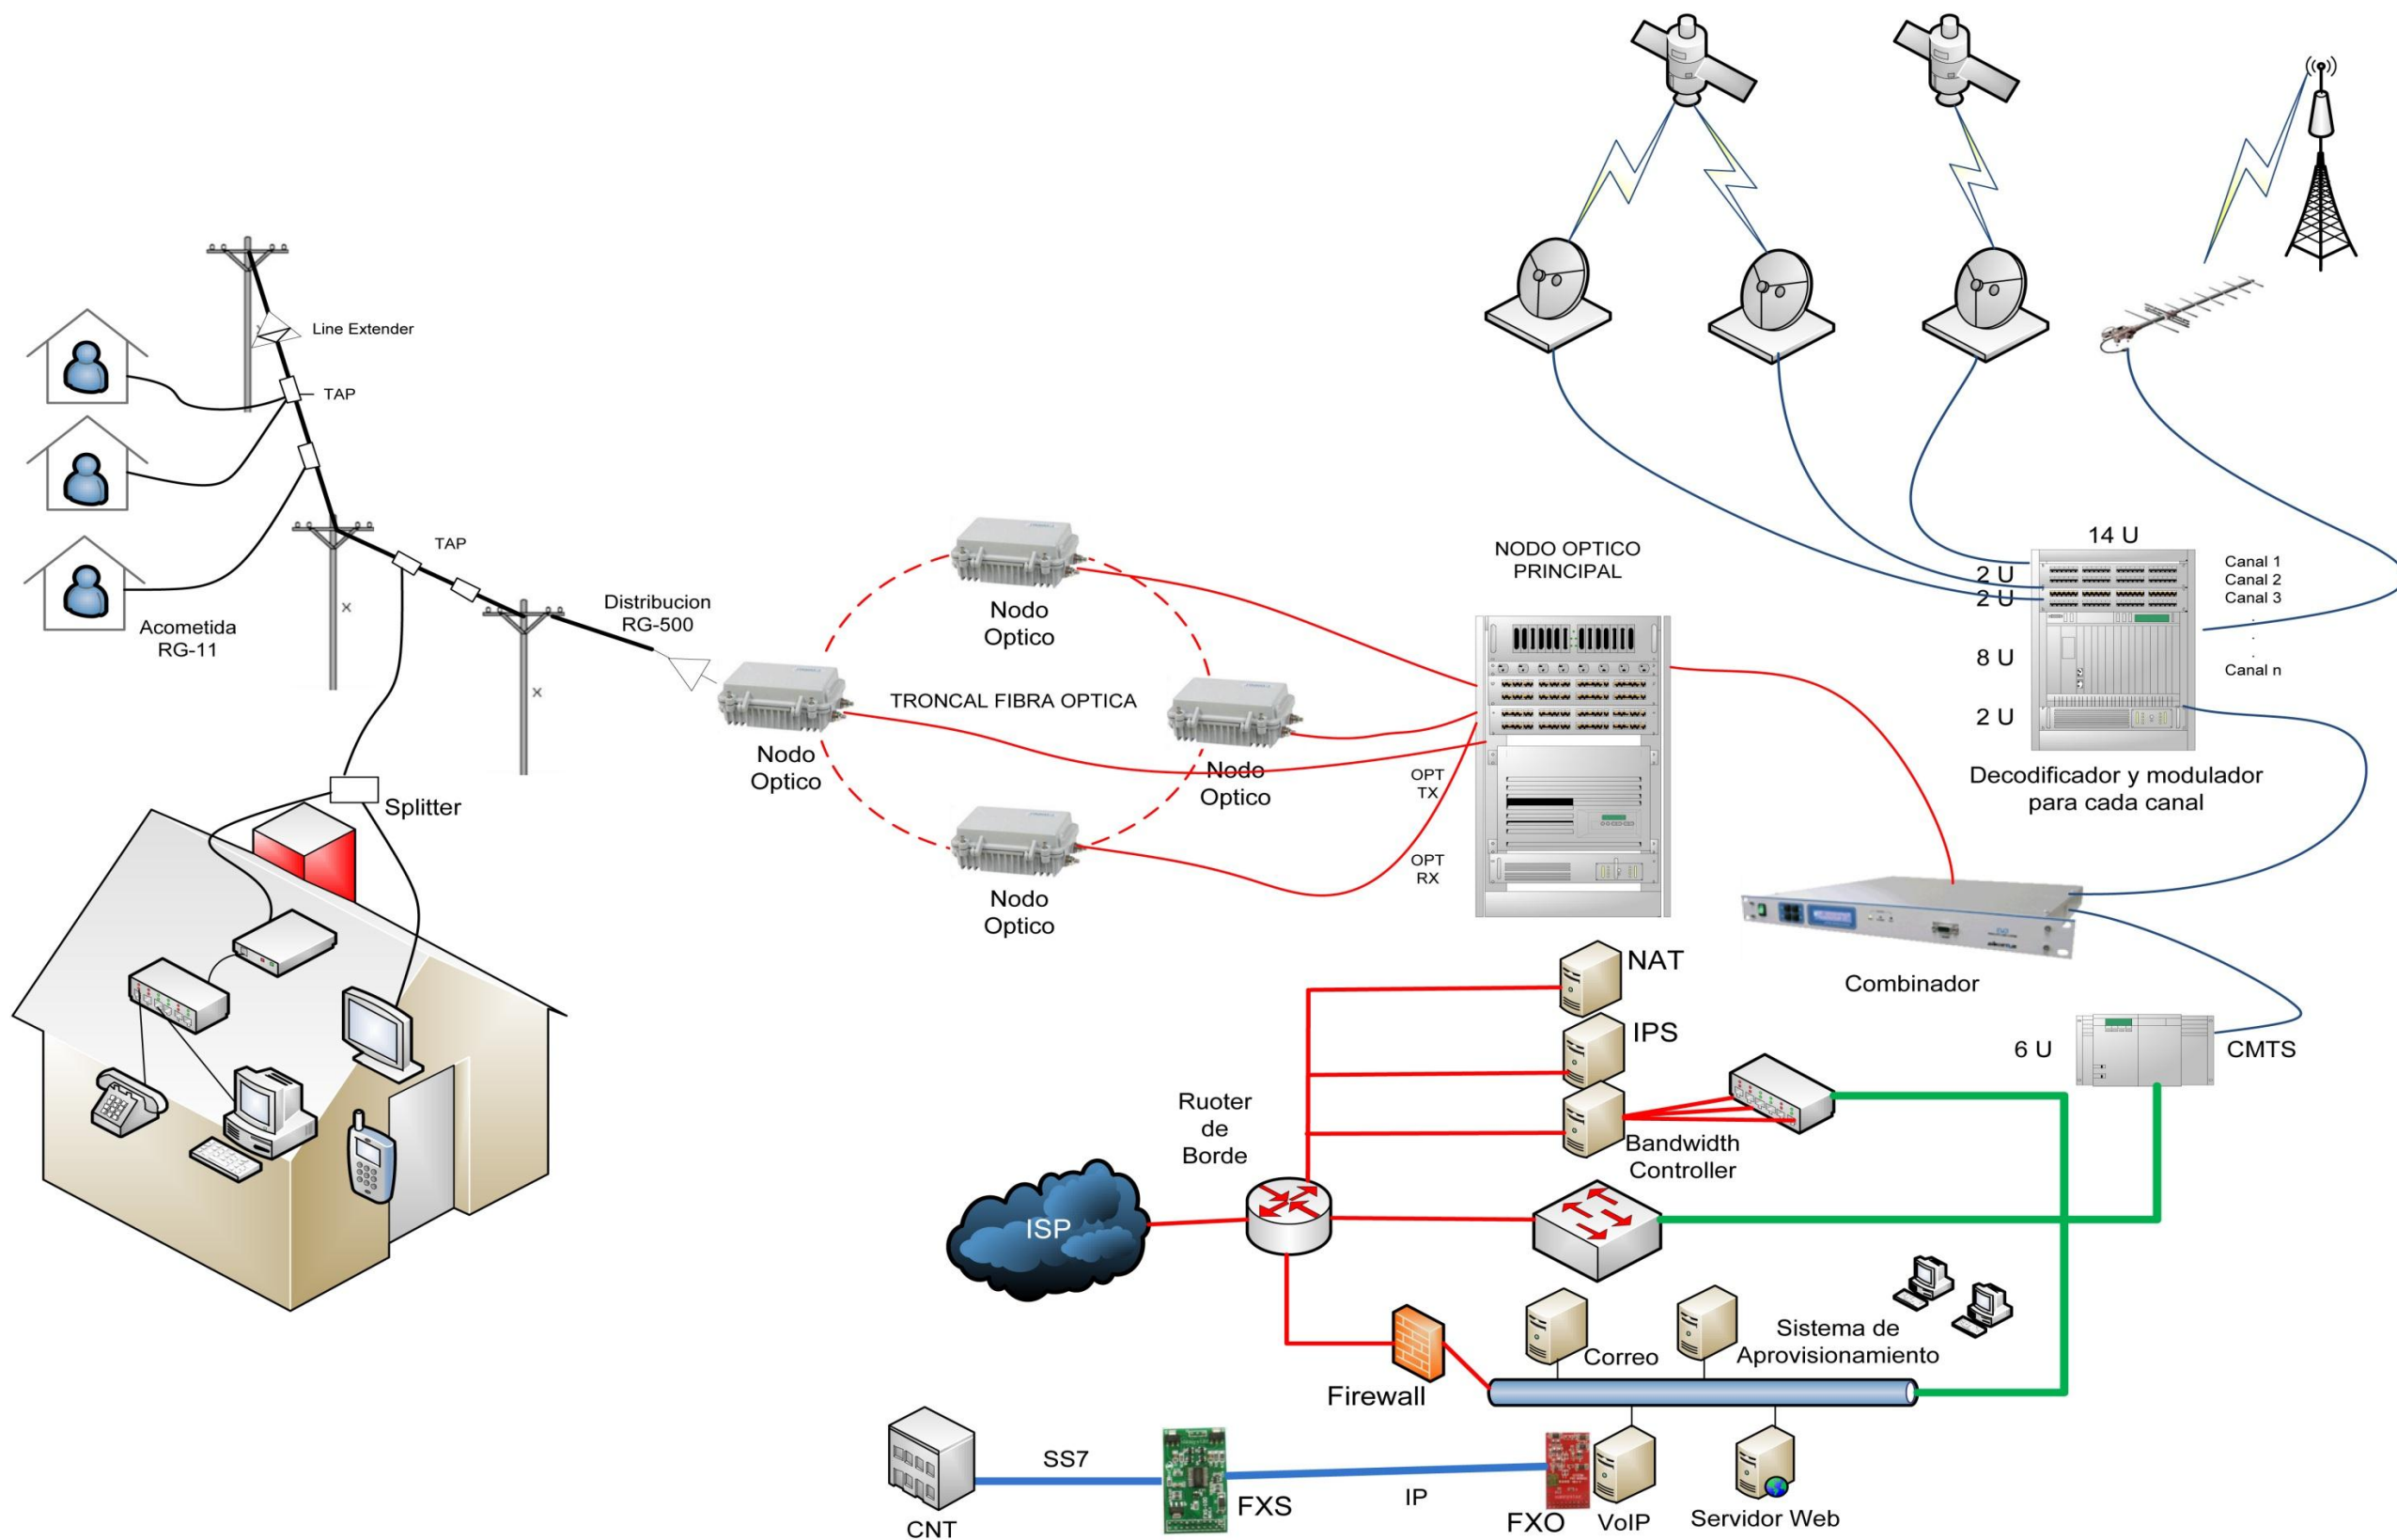 Line Extender
TAP
TAP
Acometida
RG-11
Distribucion
RG-500
Splitter
Nodo
Optico
Nodo
Optico
TRONCAL FIBRA OPTICA
Nodo
Optico
Nodo
Optico
NODO OPTICO
PRINCIPAL
OPT
TX
OPT
RX
14 U
2 U
2 U
8 U
2 U
Canal 1
Canal 2
Canal 3
.
.
.
Canal n
Decodificador y modulador
para cada canal
Combinador
6 U
CMTS
NAT
IPS
Bandwidth
Controller
Ruoter
de
Borde
ISP
Firewall
Correo
Sistema de
Aprovisionamiento
CNT
SS7
FXS
IP
FXO
VoIP
Servidor Web